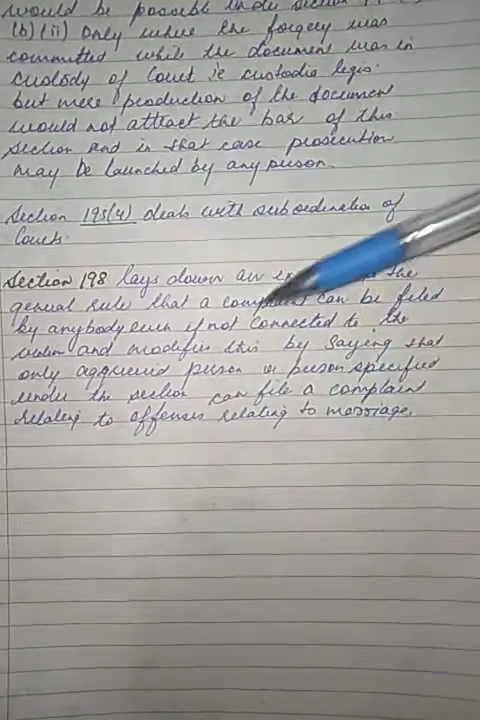 would be possible under section
(b)(ii) only where the forgery was
committed while the document was in
custody of Court ie custodia legis.
but mere production of the document
would not attract the bar of this
section and in that case prosecution
may be launched by any person.
Section 195(4) deals with subordination of
Courts.
Section 198 lays down an the
general rule that a complaint can be filed
by anybody even if not connected to the
victim and modifies this by saying that
only aggrieved person or person specified
under the section can file a complain
relating to offences relating to marriage.